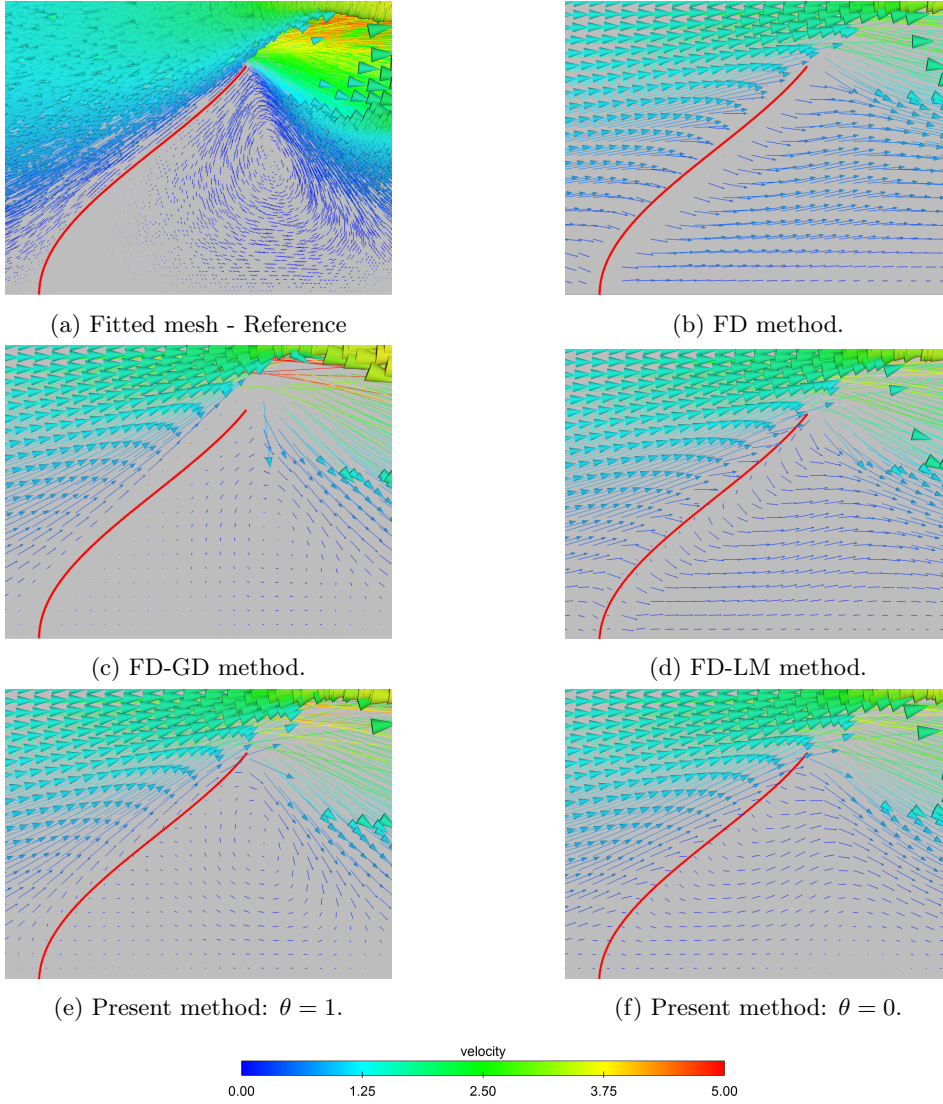 (a) Fitted mesh - Reference
(b) FD method.
(c) FD-GD method.
(d) FD-LM method.
(e) Present method: θ = 1.
(f) Present method: θ = 0.
velocity
0.00 1.25 2.50 3.75 5.00